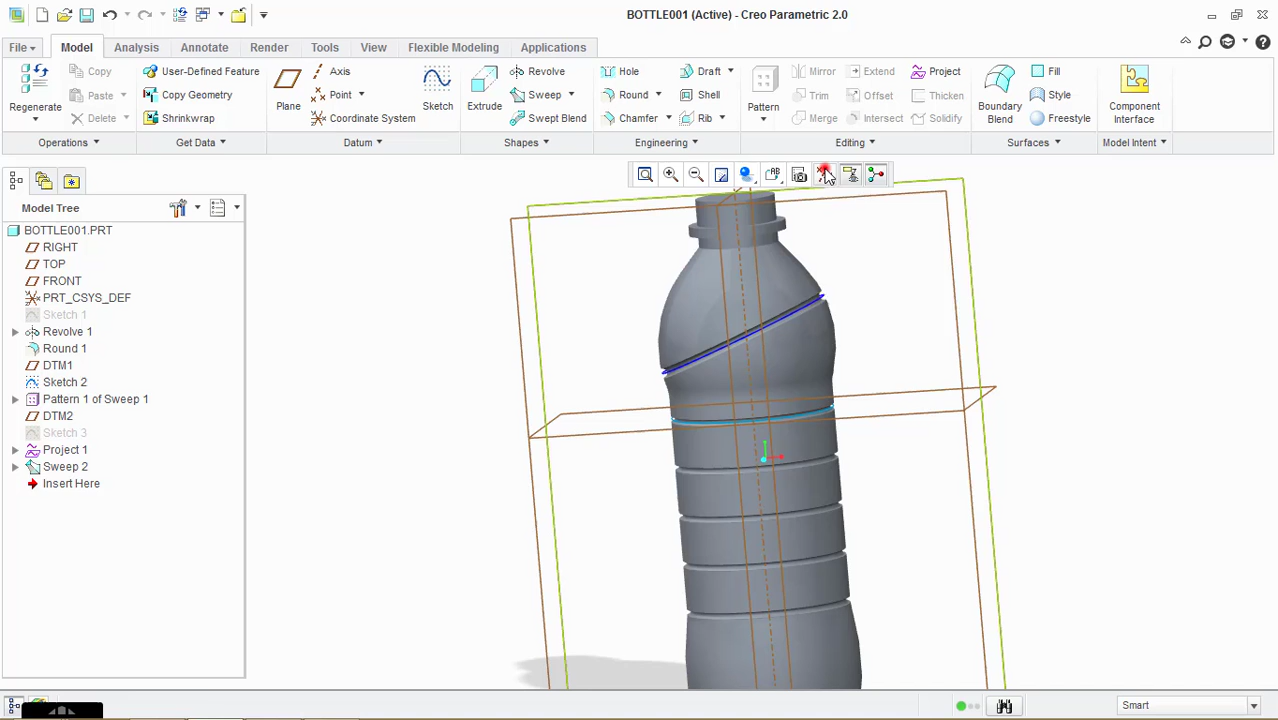 BOTTLE001 (Active) - Creo Parametric 2.0
File Model Analysis Annotate Render Tools View Flexible Modeling Applications
Regenerate
Copy
Paste
Delete
Operations
User-Defined Feature
Copy Geometry
Shrinkwrap
Get Data
Plane
Axis
Point
Coordinate System
Sketch
Datum
Extrude
Revolve
Sweep
Swept Blend
Shapes
Hole
Round
Chamfer
Draft
Shell
Rib
Engineering
Pattern
Mirror
Trim
Merge
Extend
Offset
Intersect
Project
Thicken
Solidify
Editing
Boundary
Blend
Fill
Style
Freestyle
Surfaces
Component
Interface
Model Intent
Model Tree
BOTTLE001.PRT
RIGHT
TOP
FRONT
PRT_CSYS_DEF
Sketch 1
Revolve 1
Round 1
DTM1
Sketch 2
Pattern 1 of Sweep 1
DTM2
Sketch 3
Project 1
Sweep 2
Insert Here
Smart